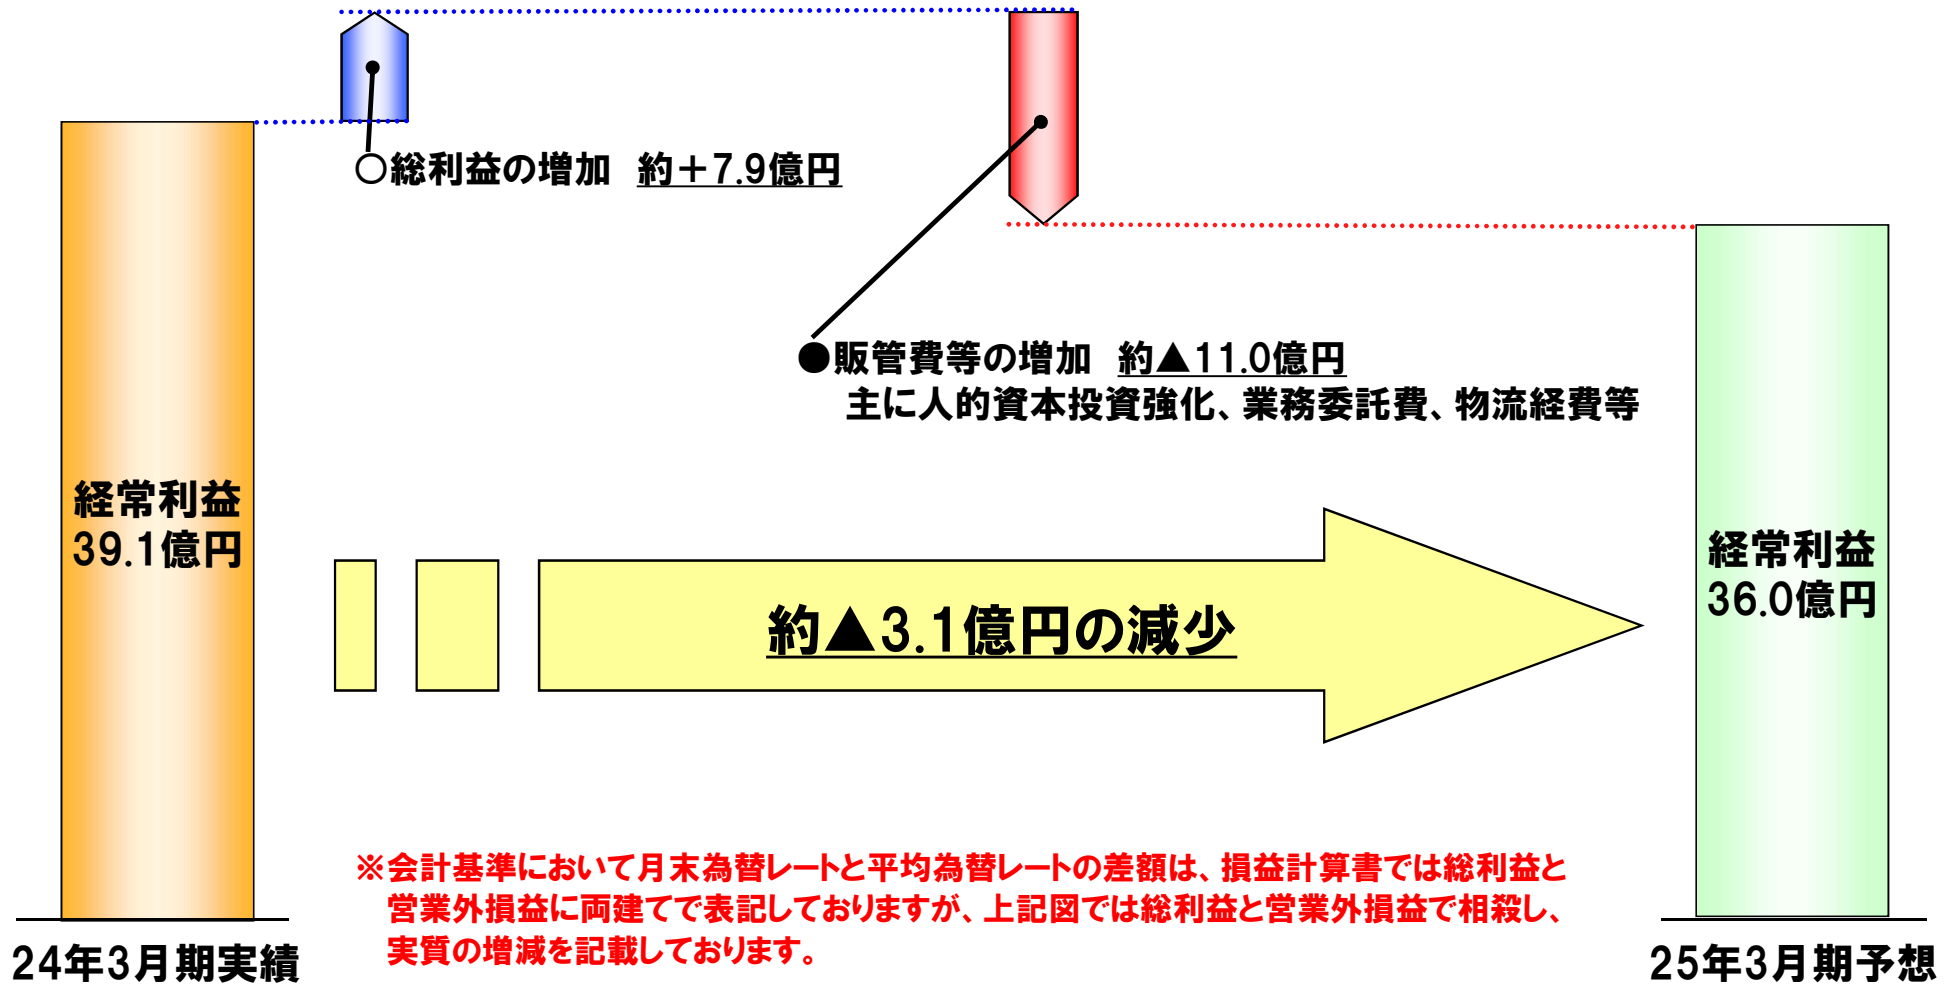 ○総利益の増加　約＋7.9億円
●販管費等の増加　約▲11.0億円
主に人的資本投資強化、業務委託費、物流経費等
経常利益
39.1億円
約▲3.1億円の減少
経常利益
36.0億円
※会計基準において月末為替レートと平均為替レートの差額は、損益計算書では総利益と
営業外損益に両建てで表記しておりますが、上記図では総利益と営業外損益で相殺し、
実質の増減を記載しております。
24年3月期実績
25年3月期予想